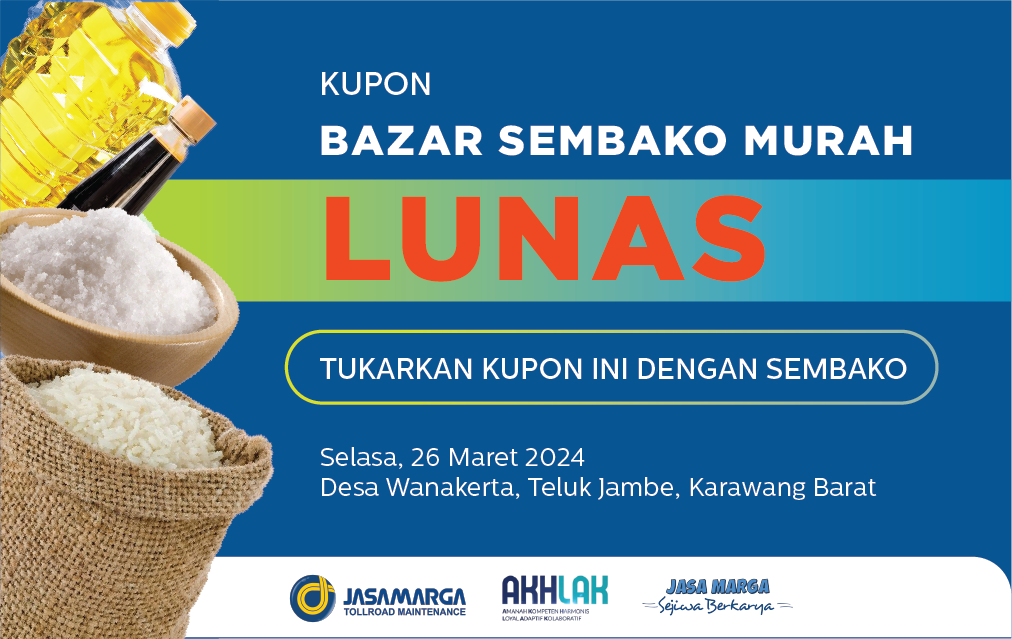 KUPON
BAZAR SEMBAKO MURAH
LUNAS
TUKARKAN KUPON INI DENGAN SEMBAKO
Selasa, 26 Maret 2024
Desa Wanakerta, Teluk Jambe, Karawang Barat
JASAMARGA
TOLLROAD MAINTENANCE
AKHLAK
AMANAH KOMPETEN HARMONIS
LOYAL ADAPTIF KOLABORATIF
JASA MARGA
Sejiwa Berkarya